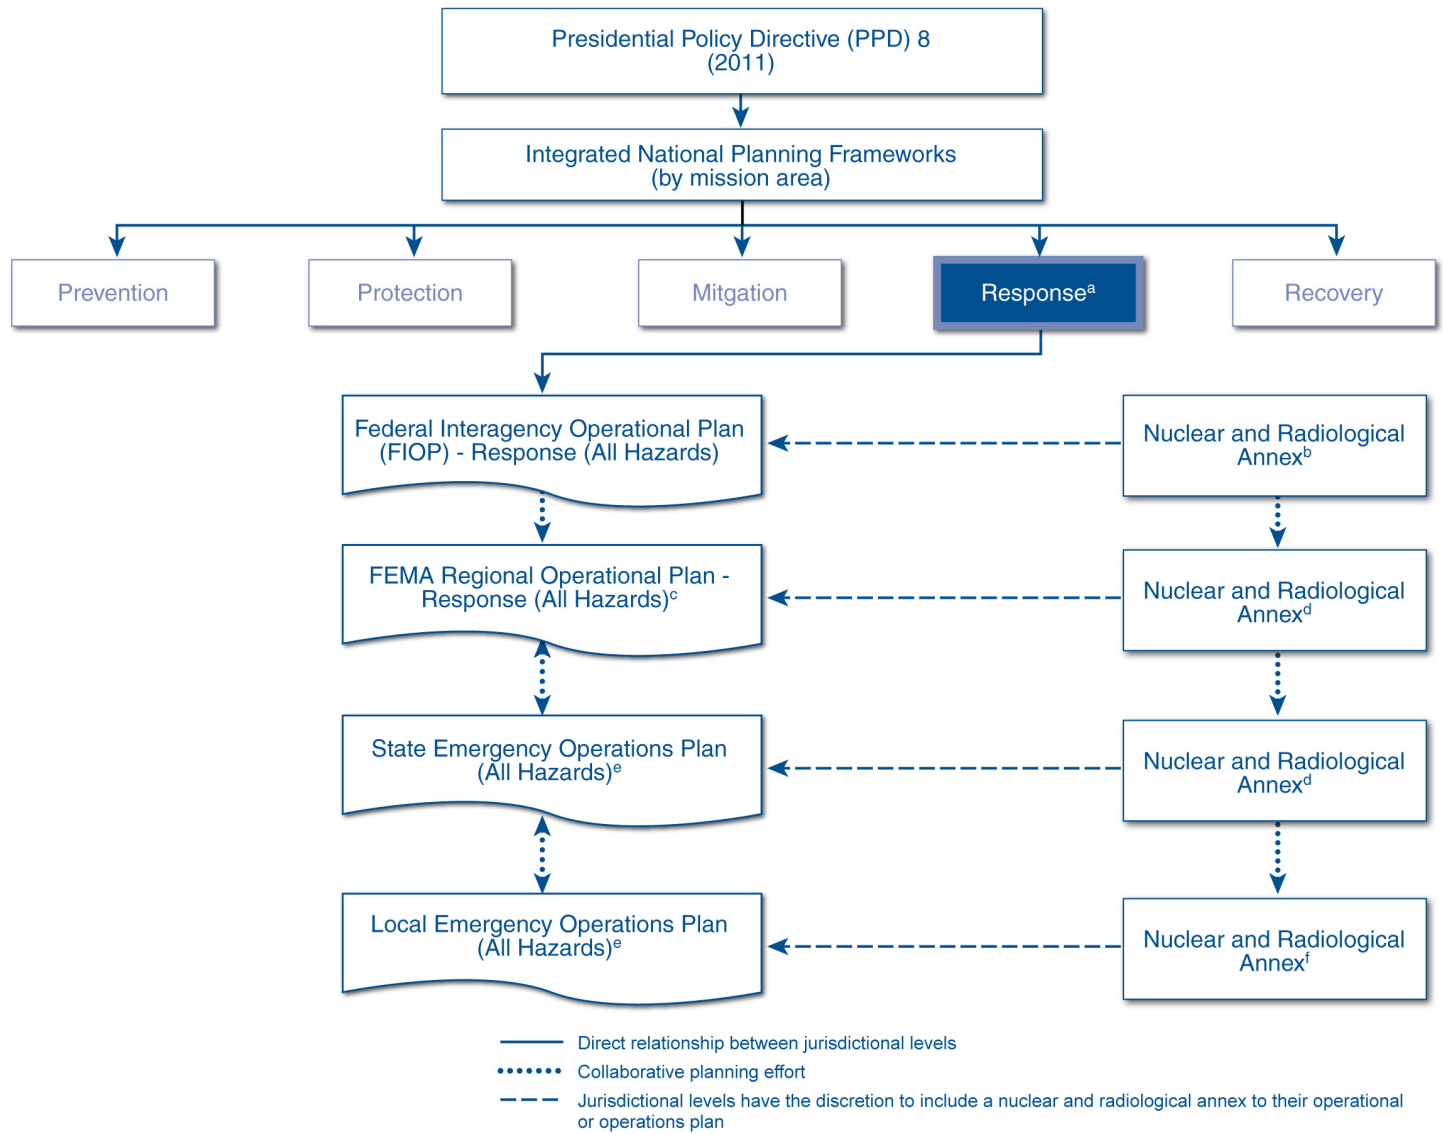 Presidential Policy Directive (PPD) 8
(2011)
Integrated National Planning Frameworks
(by mission area)
Prevention
Protection
Mitgation
Responseᵃ
Recovery
Federal Interagency Operational Plan
(FIOP) - Response (All Hazards)
Nuclear and Radiological
Annexᵇ
FEMA Regional Operational Plan -
Response (All Hazards)ᶜ
Nuclear and Radiological
Annexᵈ
State Emergency Operations Plan
(All Hazards)ᵉ
Nuclear and Radiological
Annexᵈ
Local Emergency Operations Plan
(All Hazards)ᵉ
Nuclear and Radiological
Annexᶠ
Direct relationship between jurisdictional levels
Collaborative planning effort
Jurisdictional levels have the discretion to include a nuclear and radiological annex to their operational
or operations plan